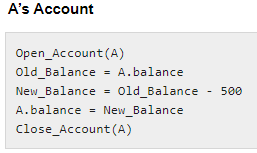 A's Account
Open_Account(A)
Old_Balance = A.balance
New_Balance = Old_Balance - 500
A.balance = New_Balance
Close_Account(A)